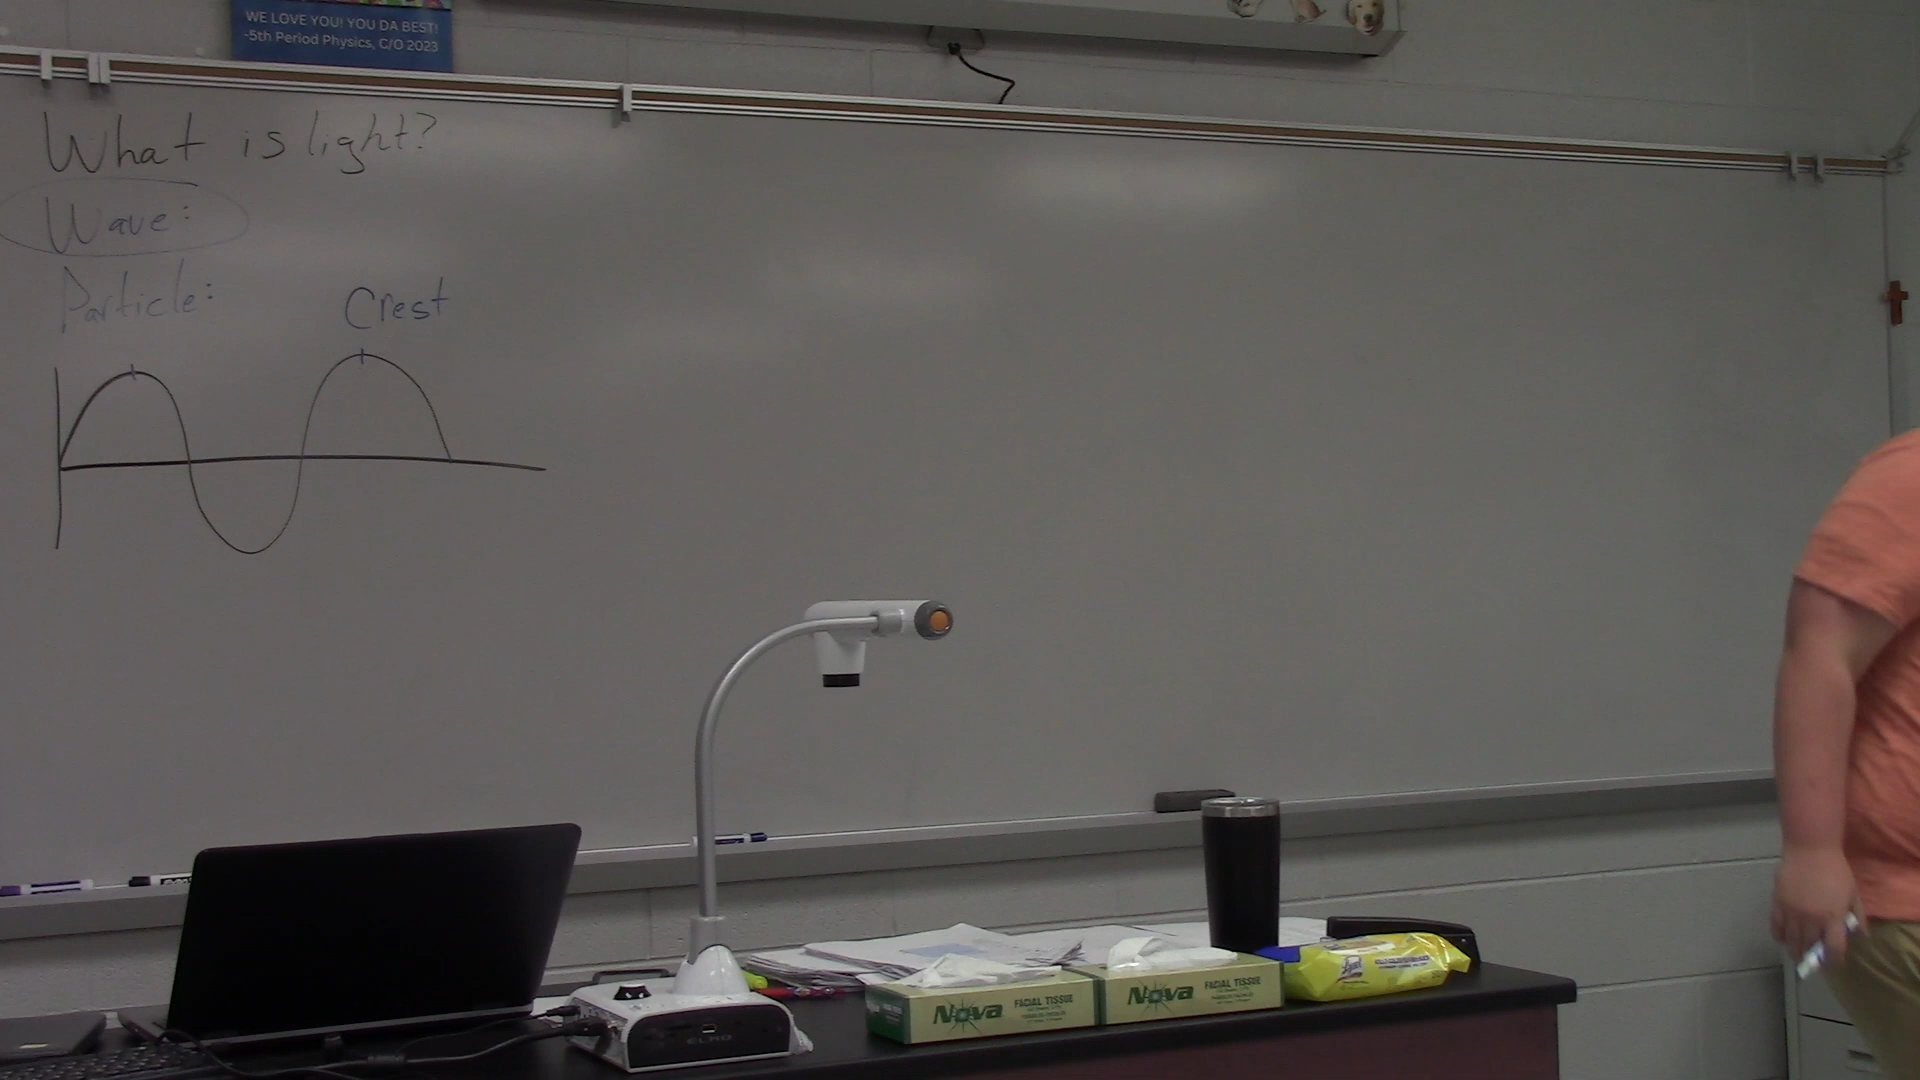 WE LOVE YOU! YOU DA BEST!
-5th Period Physics, C/O 2023
What is light?
Wave:
Particle:
Crest
ELMO
Nova
FACIAL TISSUE
Nova
FACIAL TISSUE
Lysol